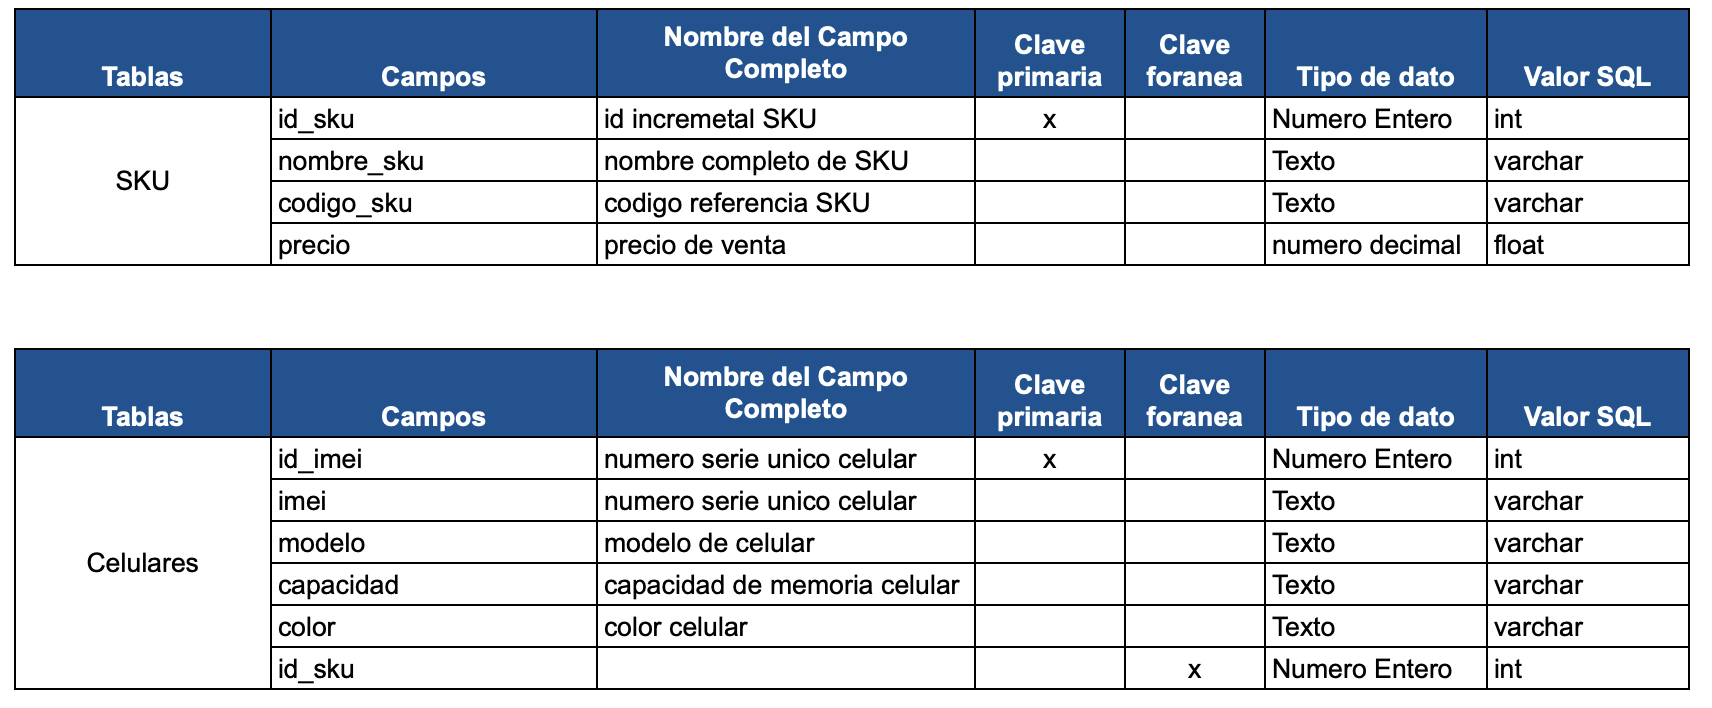 Tablas Campos Nombre del Campo Completo Clave primaria Clave foranea Tipo de dato Valor SQL
SKU
id_sku id incremetal SKU x Numero Entero int
nombre_sku nombre completo de SKU Texto varchar
codigo_sku codigo referencia SKU Texto varchar
precio precio de venta numero decimal float
Tablas Campos Nombre del Campo Completo Clave primaria Clave foranea Tipo de dato Valor SQL
Celulares
id_imei numero serie unico celular x Numero Entero int
imei numero serie unico celular Texto varchar
modelo modelo de celular Texto varchar
capacidad capacidad de memoria celular Texto varchar
color color celular Texto varchar
id_sku x Numero Entero int